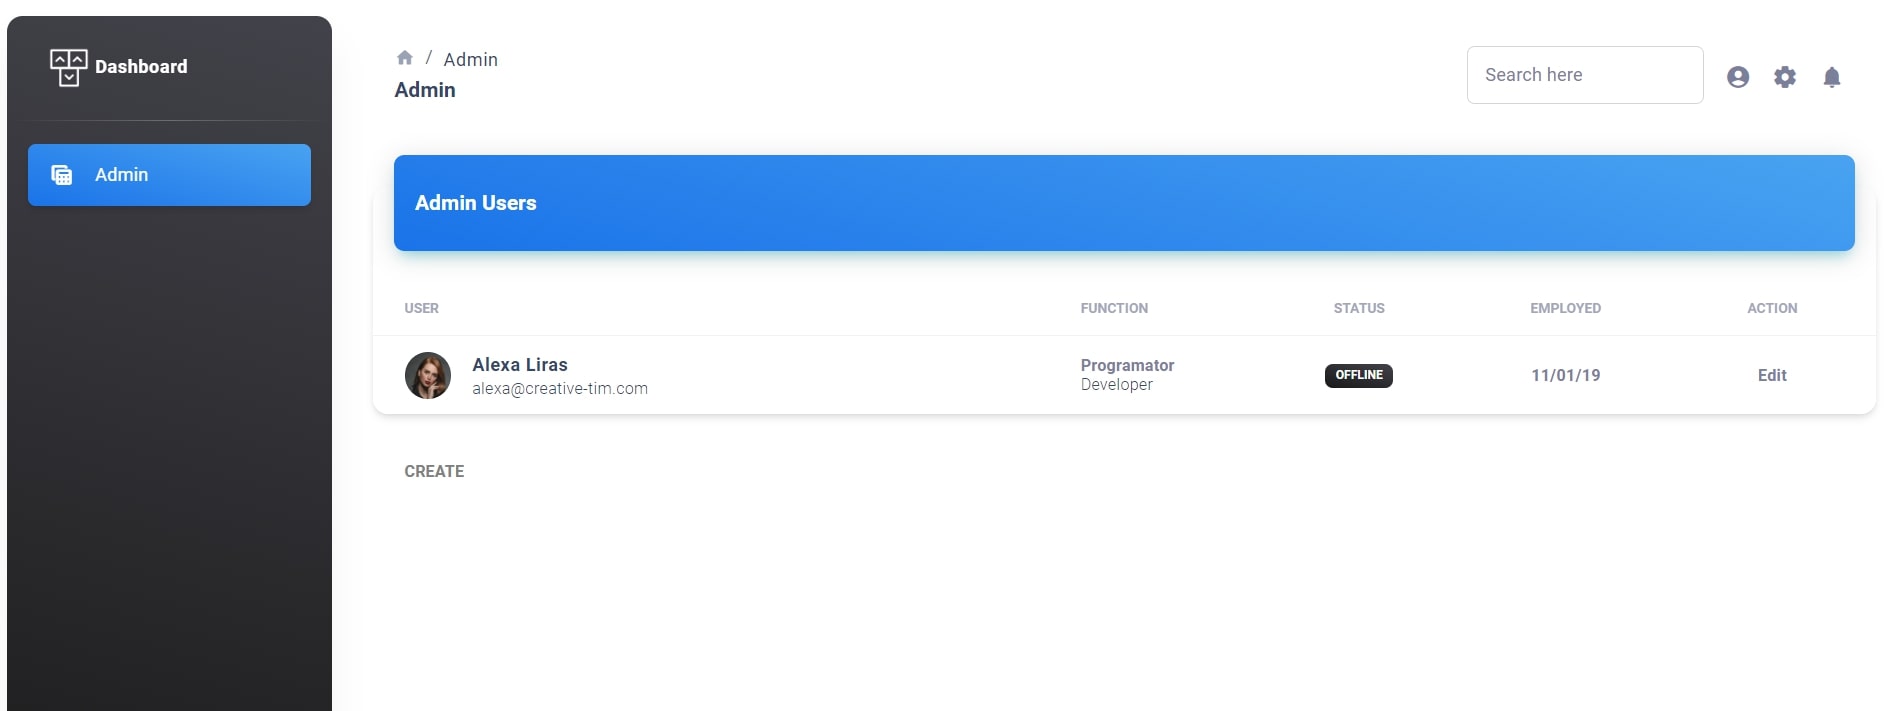 Dashboard
Admin
/ Admin
Admin
Search here
Admin Users
USER FUNCTION STATUS EMPLOYED ACTION
Alexa Liras
alexa@creative-tim.com
Programator
Developer
OFFLINE
11/01/19
Edit
CREATE